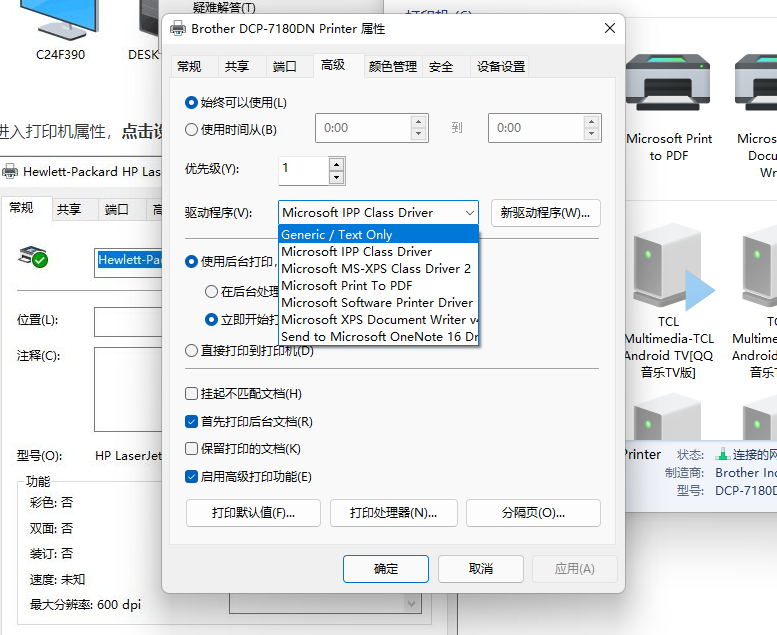 疑难解答(T)
C24F390
DESK
进入打印机属性，点击设
Hewlett-Packard HP Las
常规
共享
端口
高
Hewlett-Pa
位置(L):
注释(C):
型号(O):
HP LaserJet
功能
彩色: 否
双面: 否
装订: 否
速度: 未知
最大分辨率: 600 dpi
Brother DCP-7180DN Printer 属性
常规
共享
端口
高级
颜色管理
安全
设备设置
始终可以使用(L)
使用时间从(B)
0:00
到
0:00
优先级(Y):
1
驱动程序(V):
Microsoft IPP Class Driver
新驱动程序(W)...
Generic / Text Only
Microsoft IPP Class Driver
Microsoft MS-XPS Class Driver 2
Microsoft Print To PDF
Microsoft Software Printer Driver
Microsoft XPS Document Writer v4
Send to Microsoft OneNote 16 Dr
使用后台打印，
在后台处理
立即开始打
直接打印到打印机(D)
挂起不匹配文档(H)
首先打印后台文档(R)
保留打印的文档(K)
启用高级打印功能(E)
打印默认值(F)...
打印处理器(N)...
分隔页(O)...
确定
取消
应用(A)
Microsoft Print
to PDF
Micros
Docu
Wr
TCL
Multimedia-TCL
Android TV[QQ
音乐TV版]
TC
Multim
Androi
音乐T
Printer
状态:
连接的网
制造商:
Brother Ind
型号:
DCP-7180D